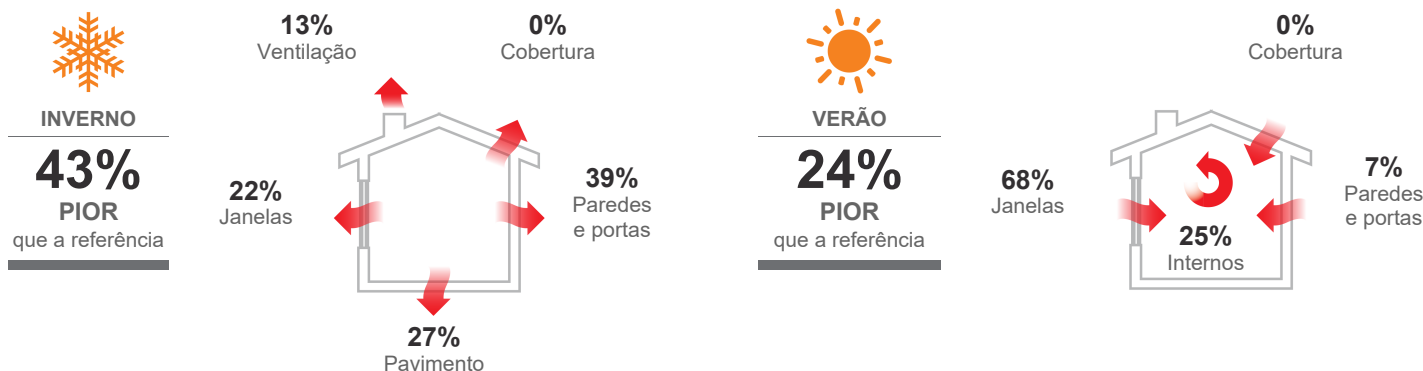 INVERNO
43%
PIOR
que a referência
13%
Ventilação
0%
Cobertura
22%
Janelas
39%
Paredes
e portas
27%
Pavimento
VERÃO
24%
PIOR
que a referência
0%
Cobertura
68%
Janelas
25%
Internos
7%
Paredes
e portas